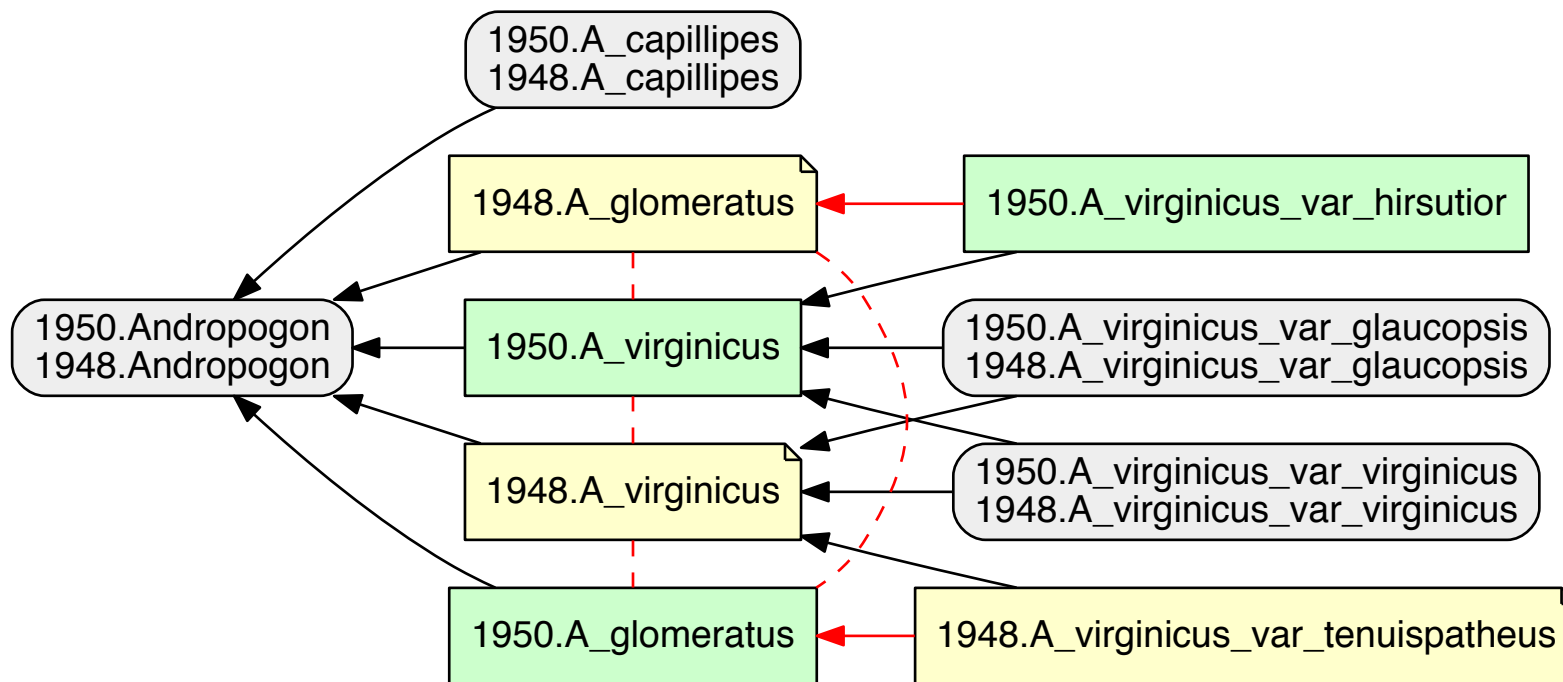 1950.A_capillipes
1948.A_capillipes
1948.A_glomeratus
1950.A_virginicus_var_hirsutior
1950.Andropogon
1948.Andropogon
1950.A_virginicus
1950.A_virginicus_var_glaucopsis
1948.A_virginicus_var_glaucopsis
1948.A_virginicus
1950.A_virginicus_var_virginicus
1948.A_virginicus_var_virginicus
1950.A_glomeratus
1948.A_virginicus_var_tenuispatheus